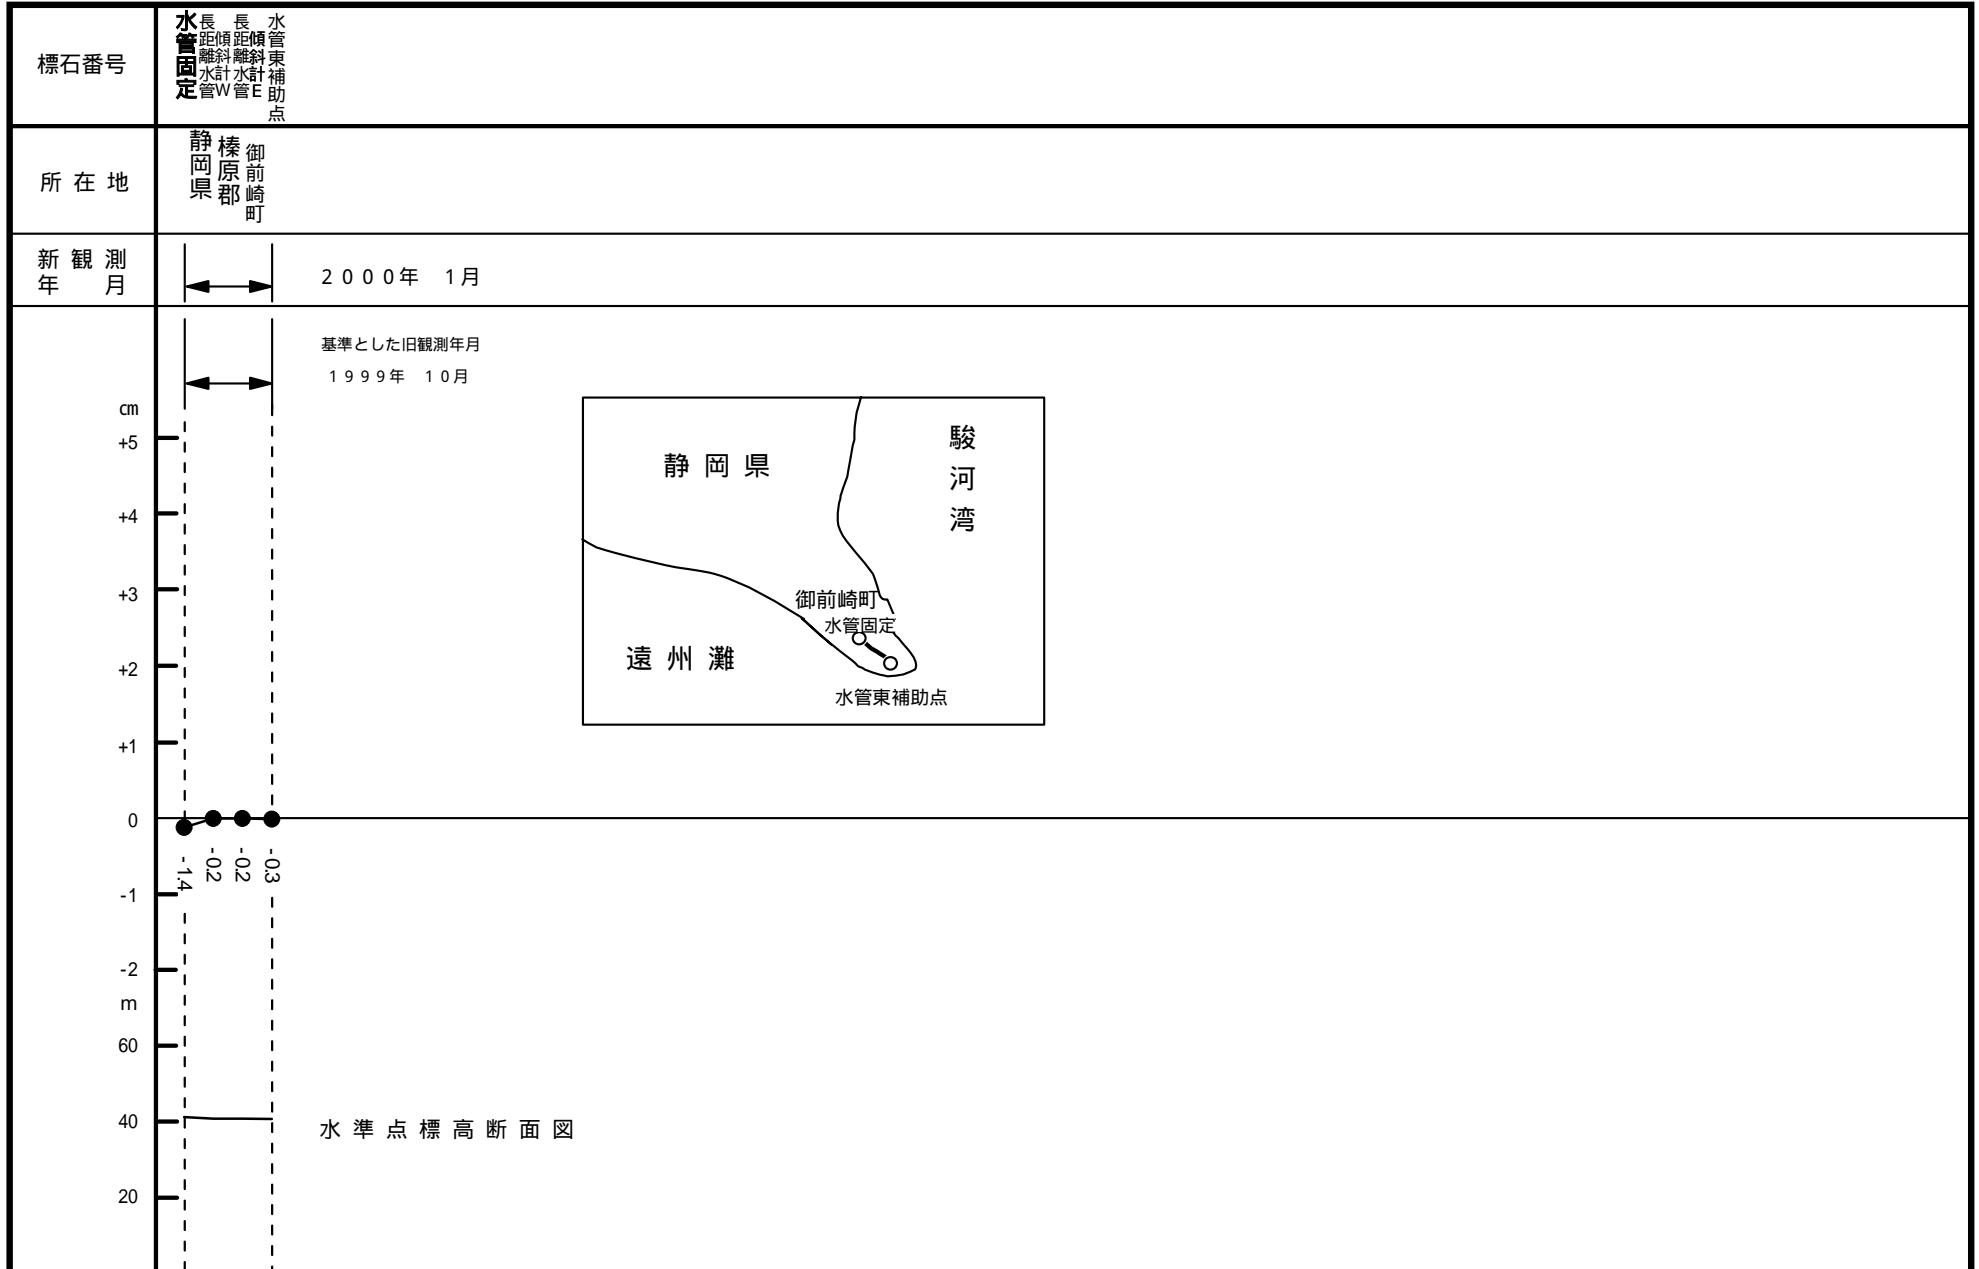 標石番号
水管固定
長距離水管
傾斜計W
長距離水管
傾斜計E
水管東補助点
所在地
静岡県
榛原郡
御前崎町
新観測
年月
2000年 1月
基準とした旧観測年月
1999年 10月
cm
+5
+4
+3
+2
+1
0
-1
-2
-1.4
-0.2
-0.2
-0.3
静岡県
駿河湾
御前崎町
水管固定
遠州灘
水管東補助点
m
60
40
20
水準点標高断面図